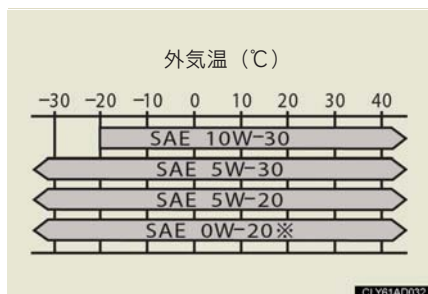 外気温（℃）
−30 −20 −10 0 10 20 30 40
SAE 10W−30
SAE 5W−30
SAE 5W−20
SAE 0W−20※
CLY61AD032